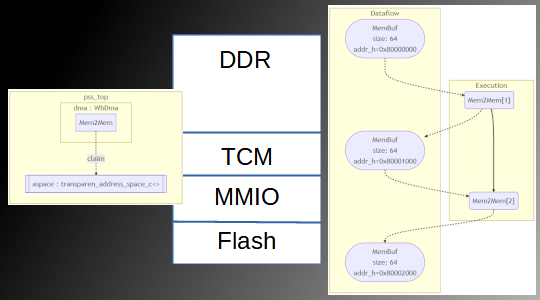 pss_top
dma : WbDma
Mem2Mem
claim
aspace : transparen_address_space_c<>
DDR
TCM
MMIO
Flash
Dataflow
MemBuf
size: 64
addr_h=0x80000000
MemBuf
size: 64
addr_h=0x80001000
MemBuf
size: 64
addr_h=0x80002000
Execution
Mem2Mem[1]
Mem2Mem[2]